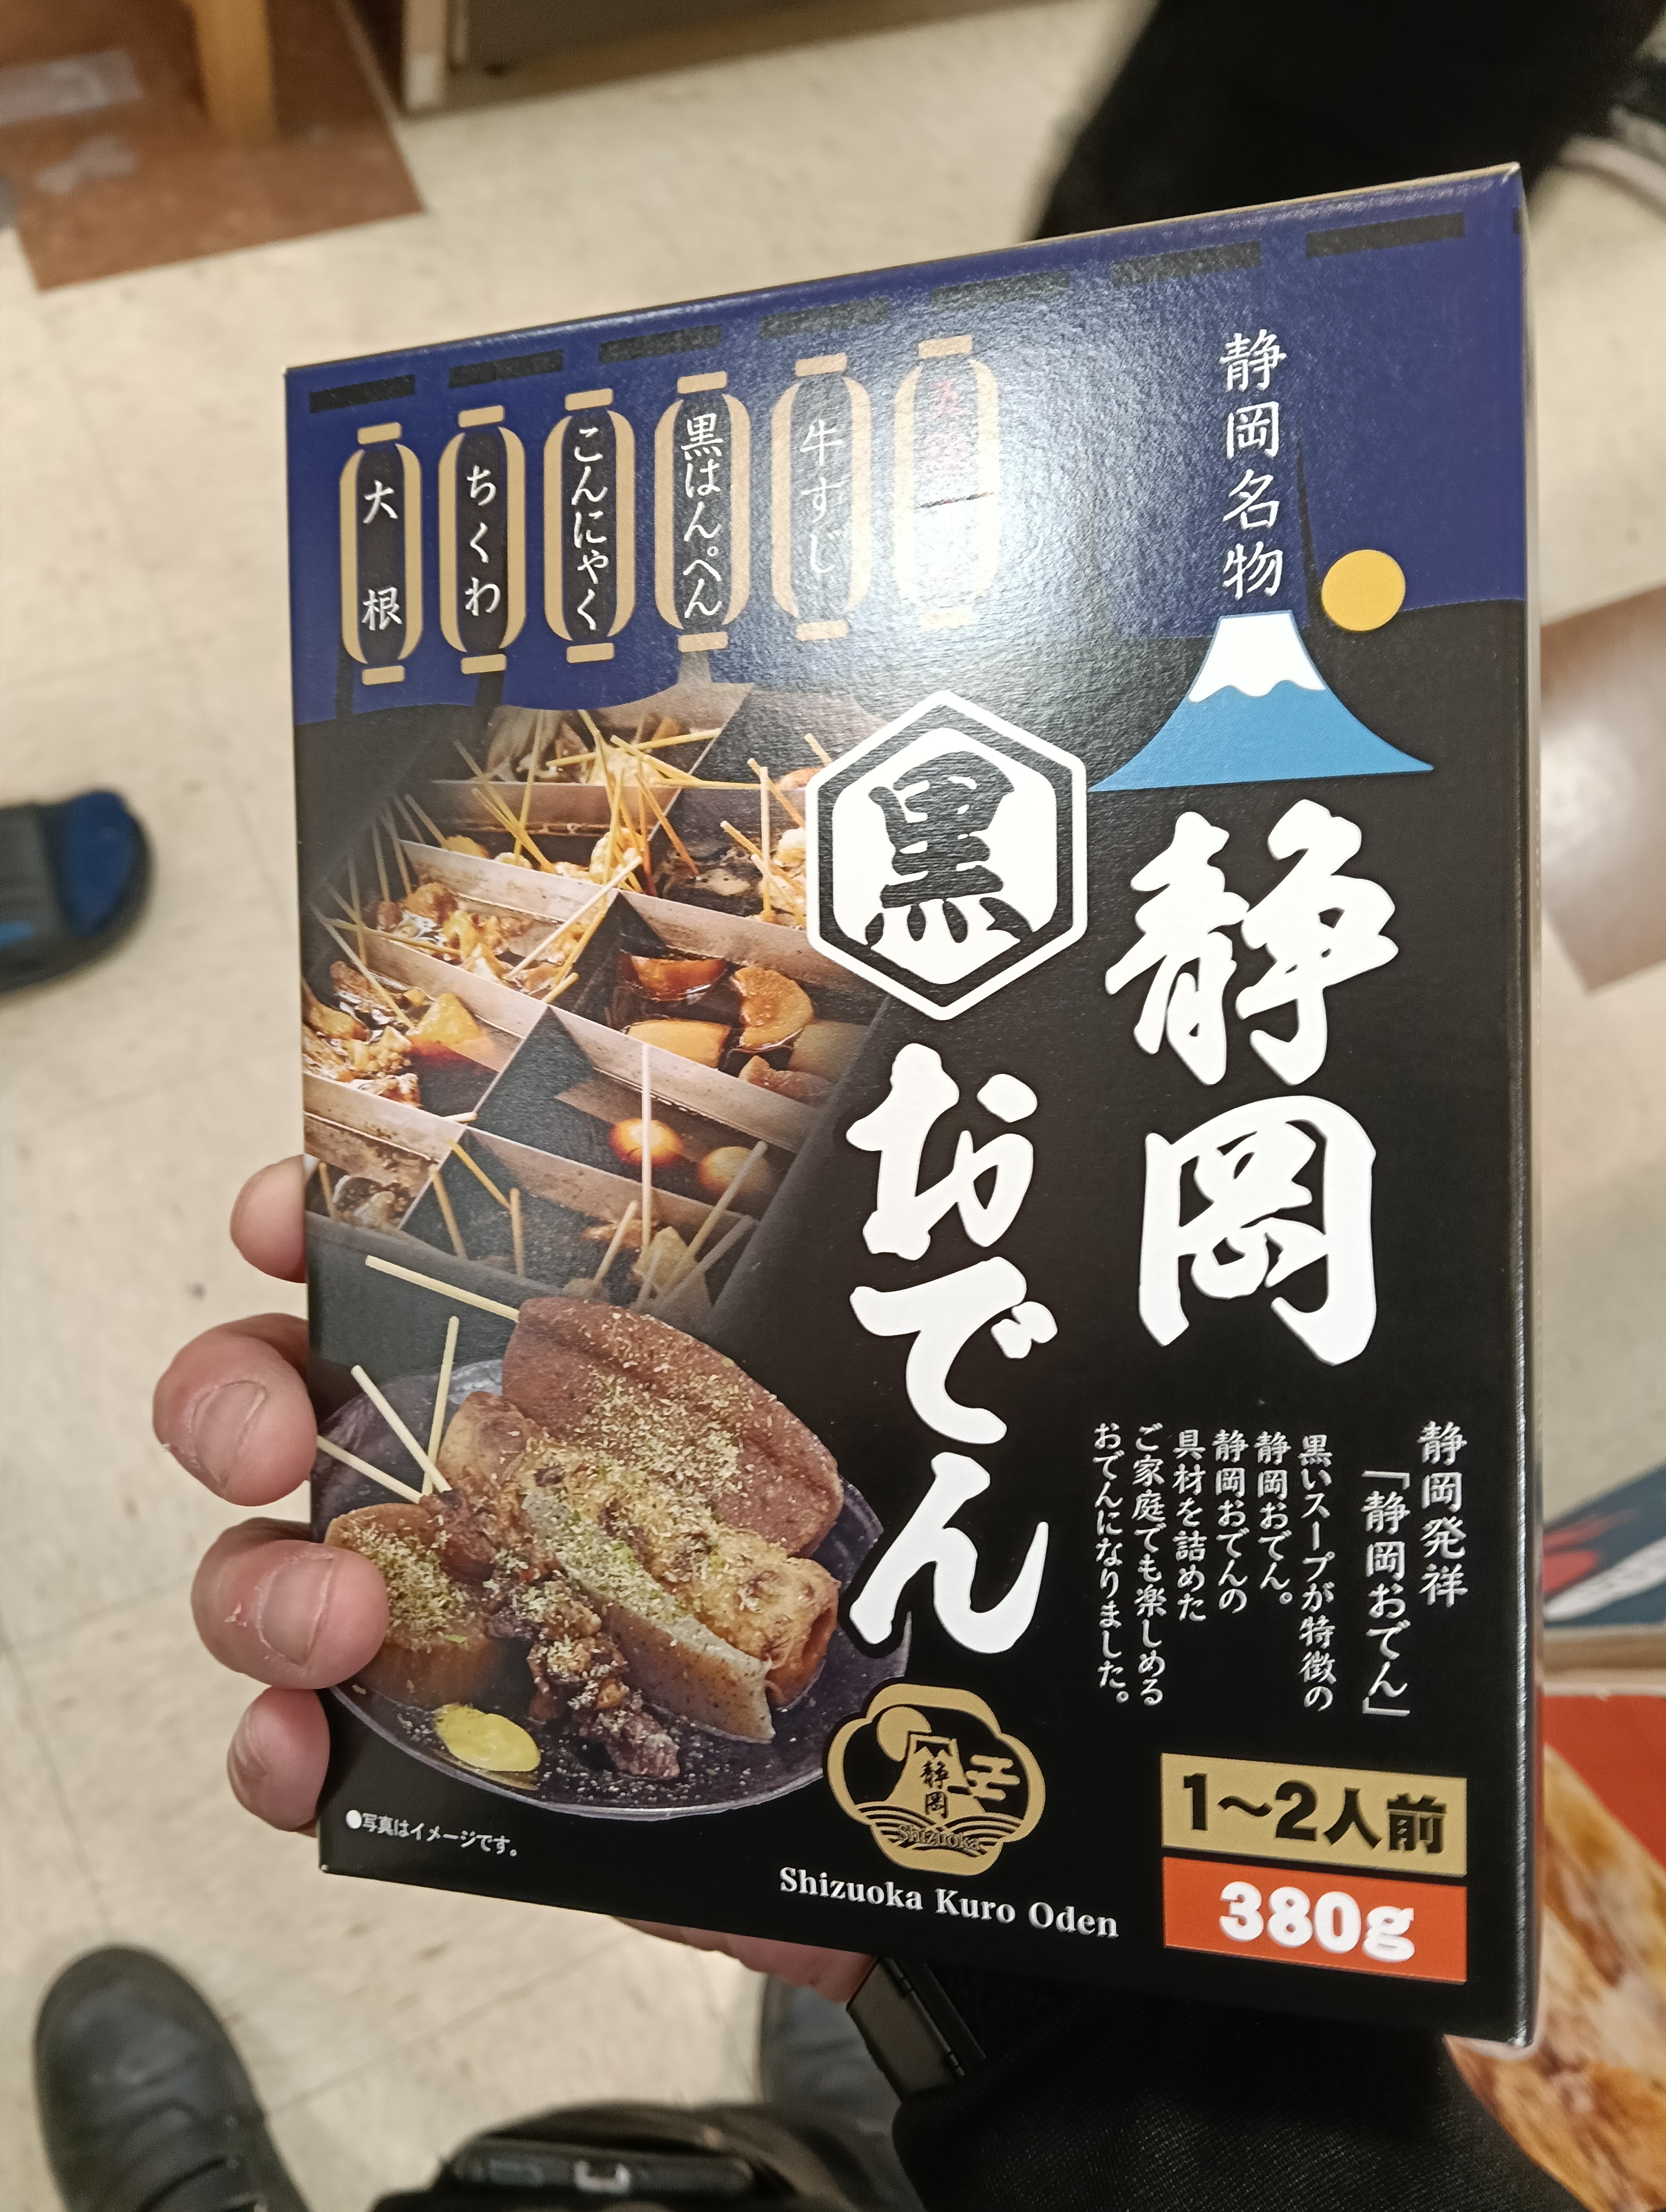 静岡名物
静岡
黒おでん
牛すじ
黒はんぺん
こんにゃく
ちくわ
大根
静岡発祥
「静岡おでん」
黒いスープが特徴の
静岡おでん。
静岡おでんの
具材を詰めた
ご家庭でも楽しめる
おでんになりました。
静岡
Shizuoka
Shizuoka Kuro Oden
1〜2人前
380g
●写真はイメージです。